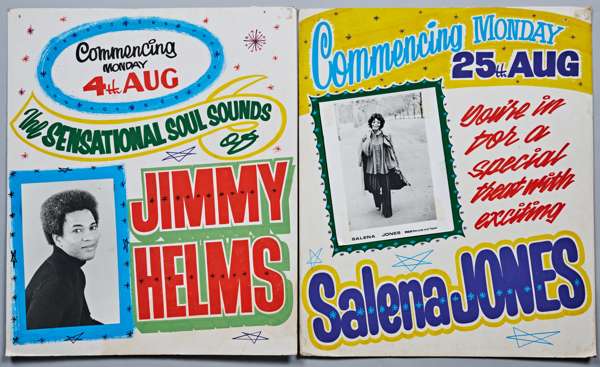 Commencing
MONDAY
4th AUG
The SENSATIONAL SOUL SOUNDS
OF
JIMMY
HELMS
Commencing MONDAY
25th AUG
You're in
for a
special
treat with
exciting
SALENA JONES
Salena JONES